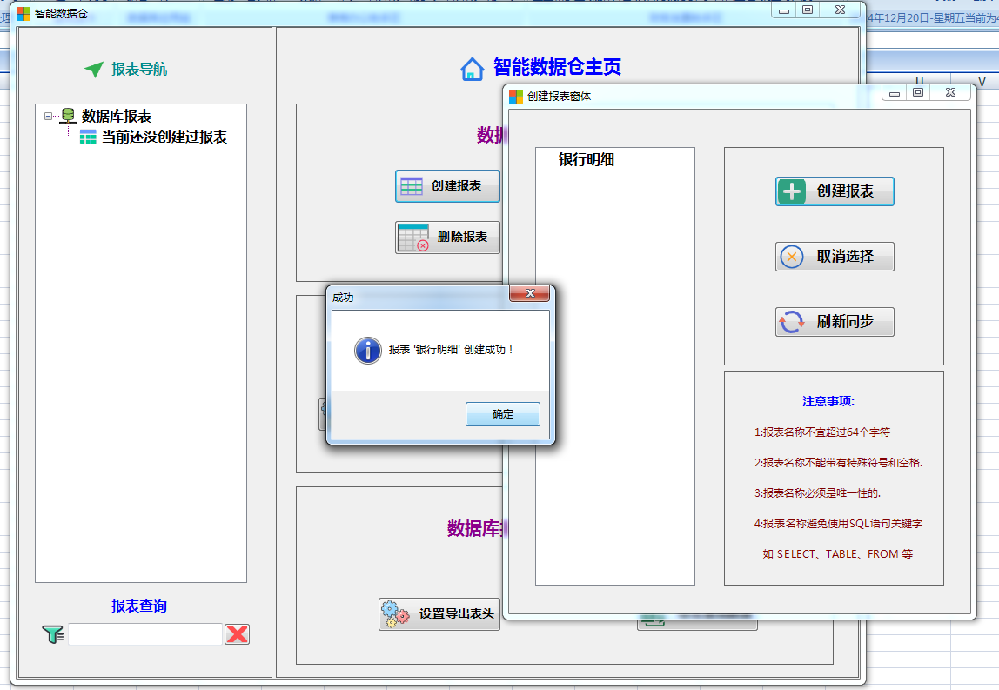 智能数据仓
4年12月20日-星期五当前为4
报表导航
数据库报表
当前还没创建过报表
报表查询
智能数据仓主页
数据
创建报表
删除报表
数据库
设置导出表头
U
V
创建报表窗体
银行明细
创建报表
取消选择
刷新同步
注意事项:
1:报表名称不宜超过64个字符
2:报表名称不能带有特殊符号和空格.
3:报表名称必须是唯一性的.
4:报表名称避免使用SQL语句关键字
如 SELECT、TABLE、FROM 等
成功
报表 '银行明细' 创建成功！
确定